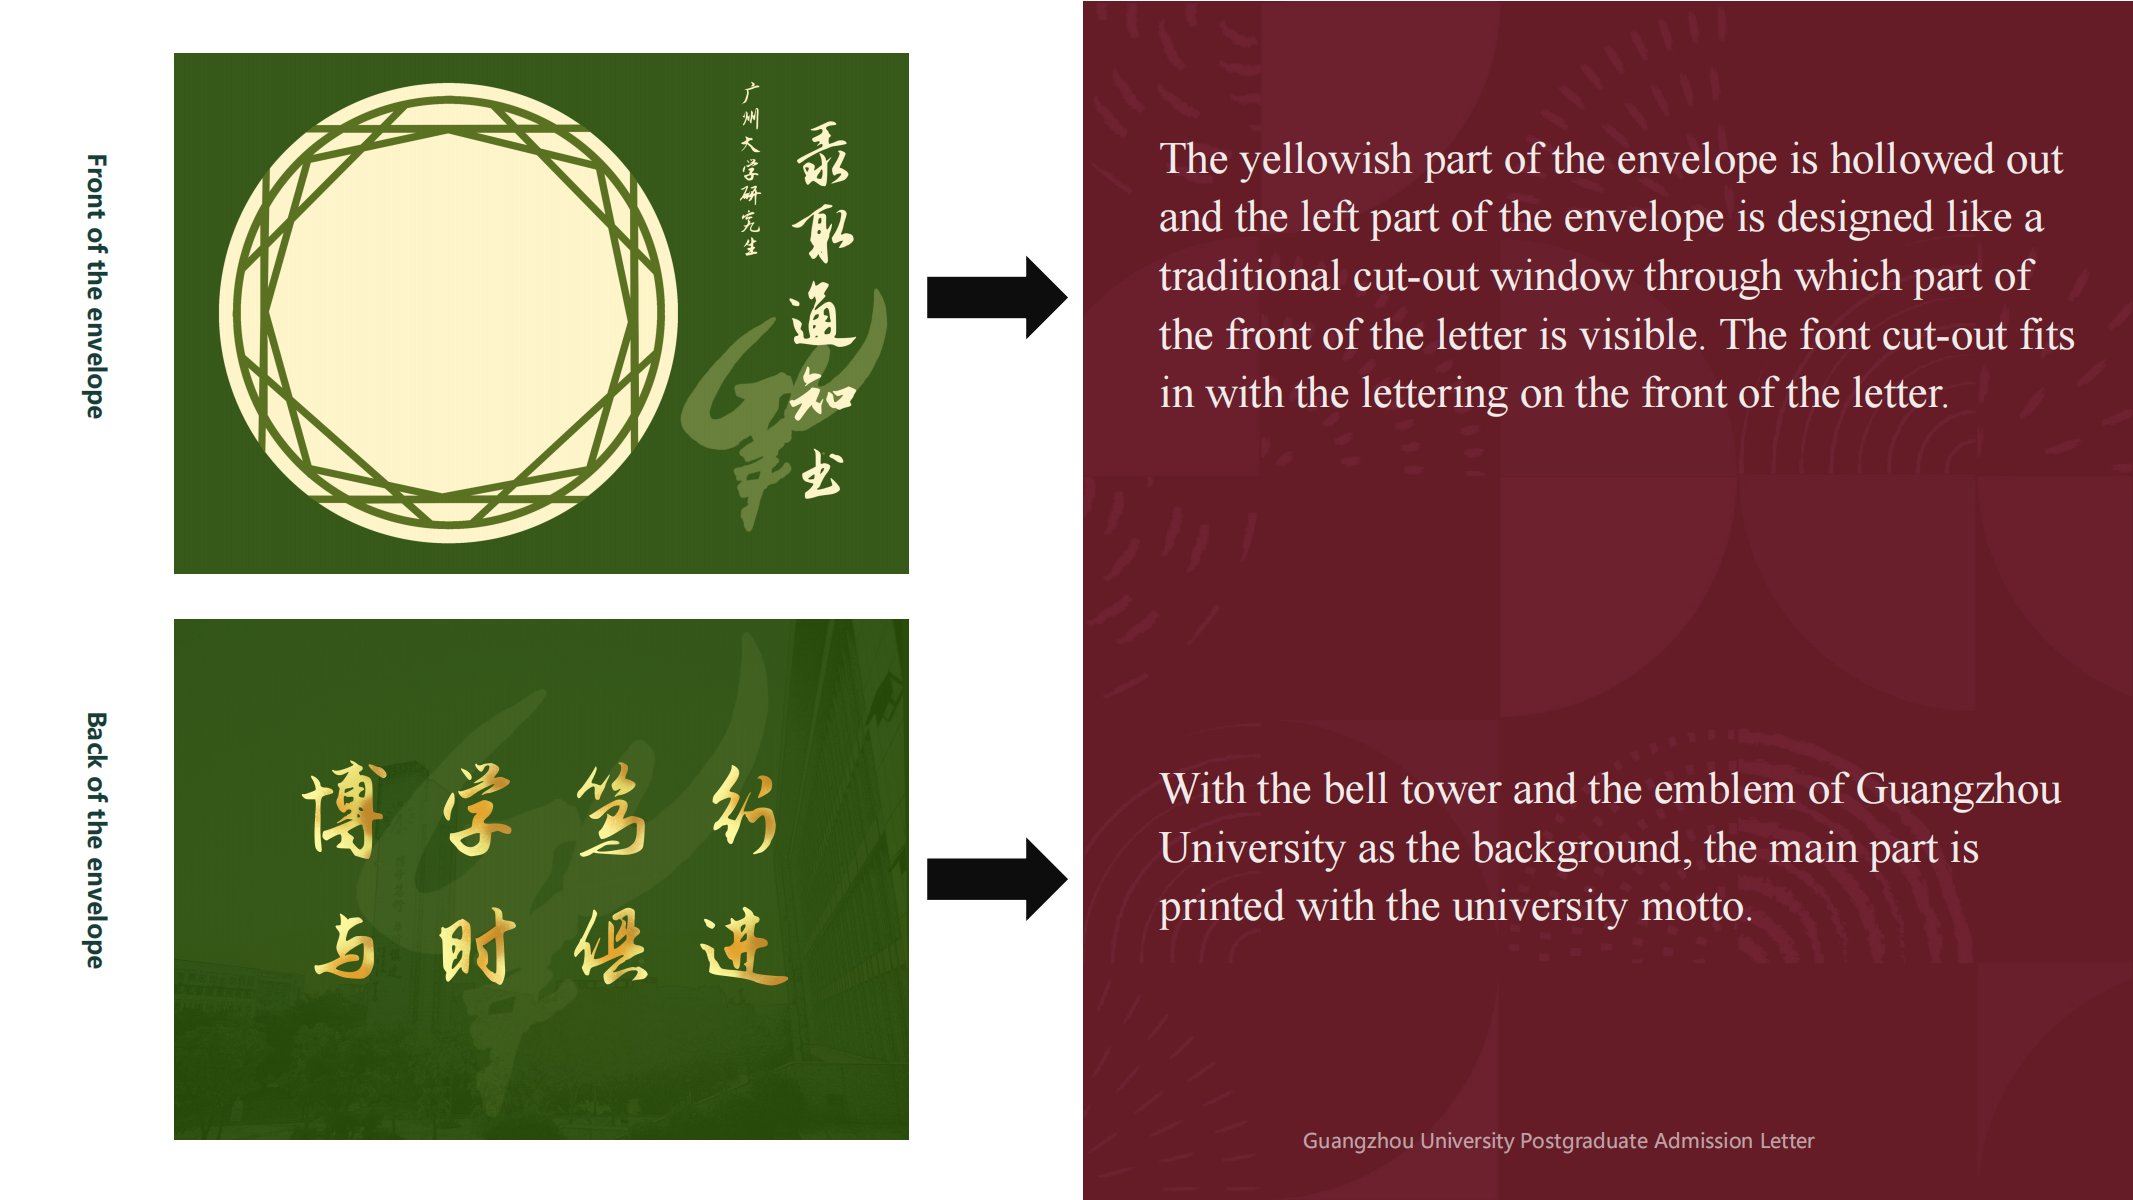 Front of the envelope
广州大学研究生
录取通知书
The yellowish part of the envelope is hollowed out
and the left part of the envelope is designed like a
traditional cut-out window through which part of
the front of the letter is visible. The font cut-out fits
in with the lettering on the front of the letter.
Back of the envelope
博学笃行
与时俱进
With the bell tower and the emblem of Guangzhou
University as the background, the main part is
printed with the university motto.
Guangzhou University Postgraduate Admission Letter